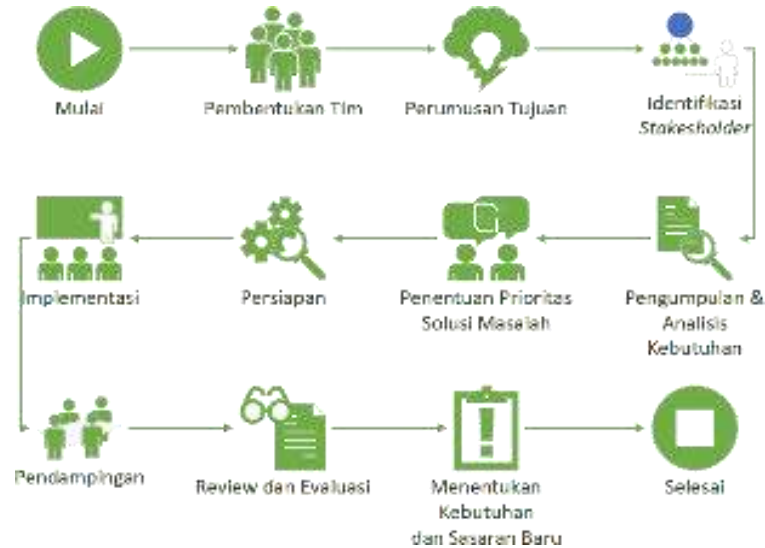 Mulai
Pembentukan Tim
Perumusan Tujuan
Identifikasi
Stakesholder
Implementasi
Persiapan
Penentuan Prioritas
Solusi Masalah
Pengumpulan &
Analisis
Kebutuhan
Pendampingan
Review dan Evaluasi
Menentukan
Kebutuhan
dan Sasaran Baru
Selesai